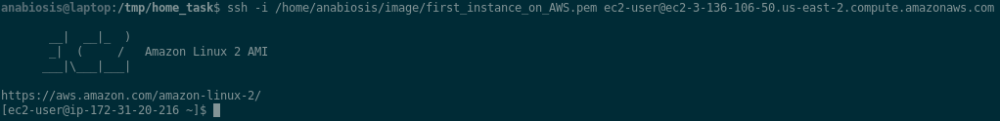 anabiosis@laptop:/tmp/home_task$ ssh -i /home/anabiosis/image/first_instance_on_AWS.pem ec2-user@ec2-3-136-106-50.us-east-2.compute.amazonaws.com
       __|  __|_  )
       _|  (     /   Amazon Linux 2 AMI
      ___|\___|___|
https://aws.amazon.com/amazon-linux-2/
[ec2-user@ip-172-31-20-216 ~]$